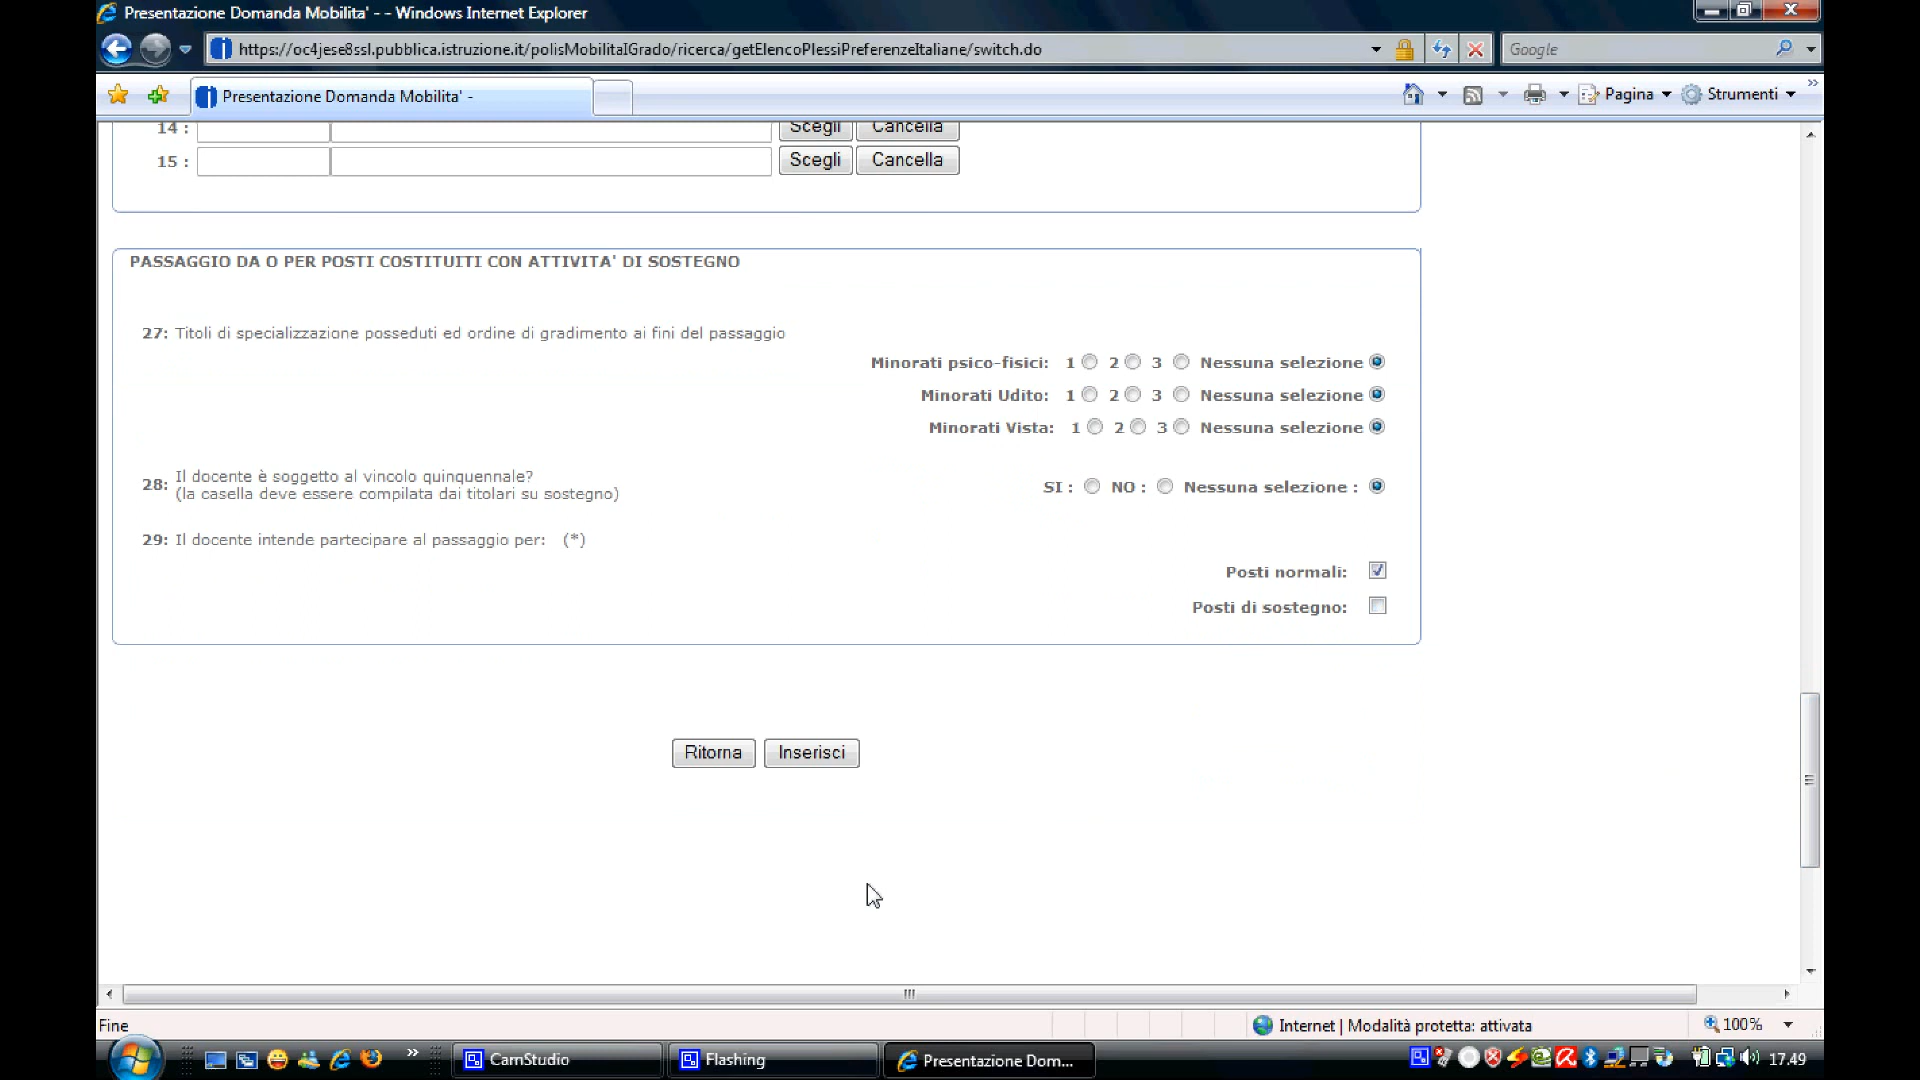 Presentazione Domanda Mobilita' - - Windows Internet Explorer
https://oc4jese8ssl.pubblica.istruzione.it/polisMobilitaIGrado/ricerca/getElencoPlessiPreferenzeItaliane/switch.do
Google
Presentazione Domanda Mobilita' -
Pagina
Strumenti
14 : Scegli Cancella
15 : Scegli Cancella
PASSAGGIO DA O PER POSTI COSTITUITI CON ATTIVITA' DI SOSTEGNO
27: Titoli di specializzazione posseduti ed ordine di gradimento ai fini del passaggio
Minorati psico-fisici: 1 2 3 Nessuna selezione
Minorati Udito: 1 2 3 Nessuna selezione
Minorati Vista: 1 2 3 Nessuna selezione
28: Il docente è soggetto al vincolo quinquennale?
(la casella deve essere compilata dai titolari su sostegno)
SI : NO : Nessuna selezione :
29: Il docente intende partecipare al passaggio per: (*)
Posti normali:
Posti di sostegno:
Ritorna Inserisci
Fine
Internet | Modalità protetta: attivata
100%
CamStudio
Flashing
Presentazione Dom...
17.49